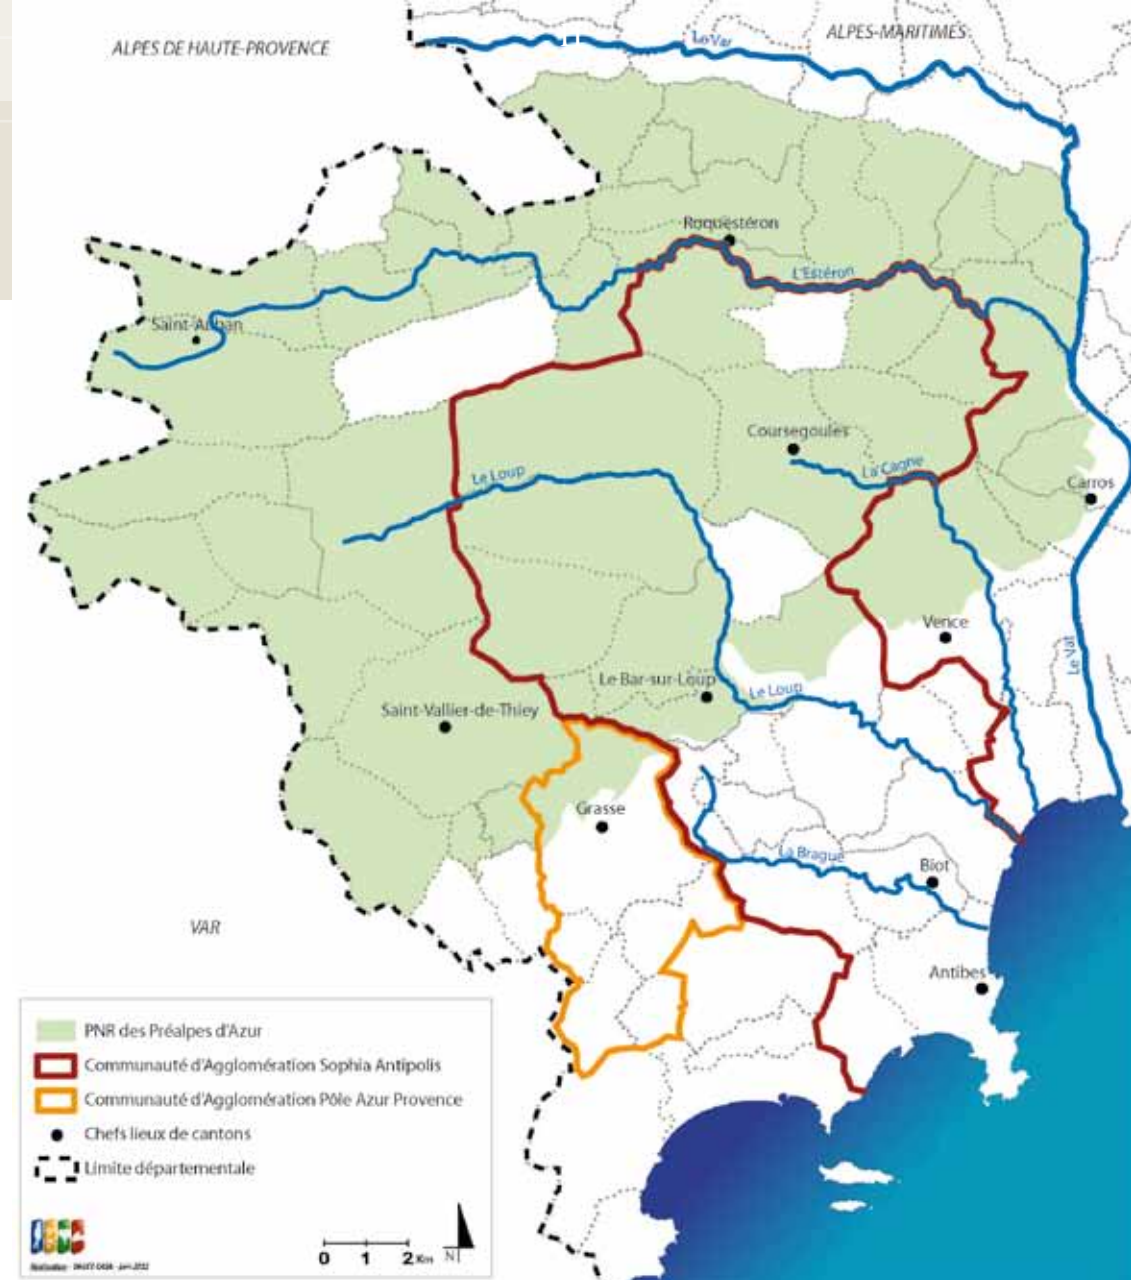 ALPES DE HAUTE-PROVENCE
ALPES-MARITIMES
Le Var
Roquestéron
L'Estéron
Saint-Auban
Coursegoules
Le Loup
La Cagne
Carros
Vence
Le Var
Le Bar-sur-Loup
Le Loup
Saint-Vallier-de-Thiey
Grasse
La Brague
Biot
VAR
Antibes
PNR des Préalpes d'Azur
Communauté d'Agglomération Sophia Antipolis
Communauté d'Agglomération Pôle Azur Provence
Chefs lieux de cantons
Limite départementale
0 1 2 Km
N